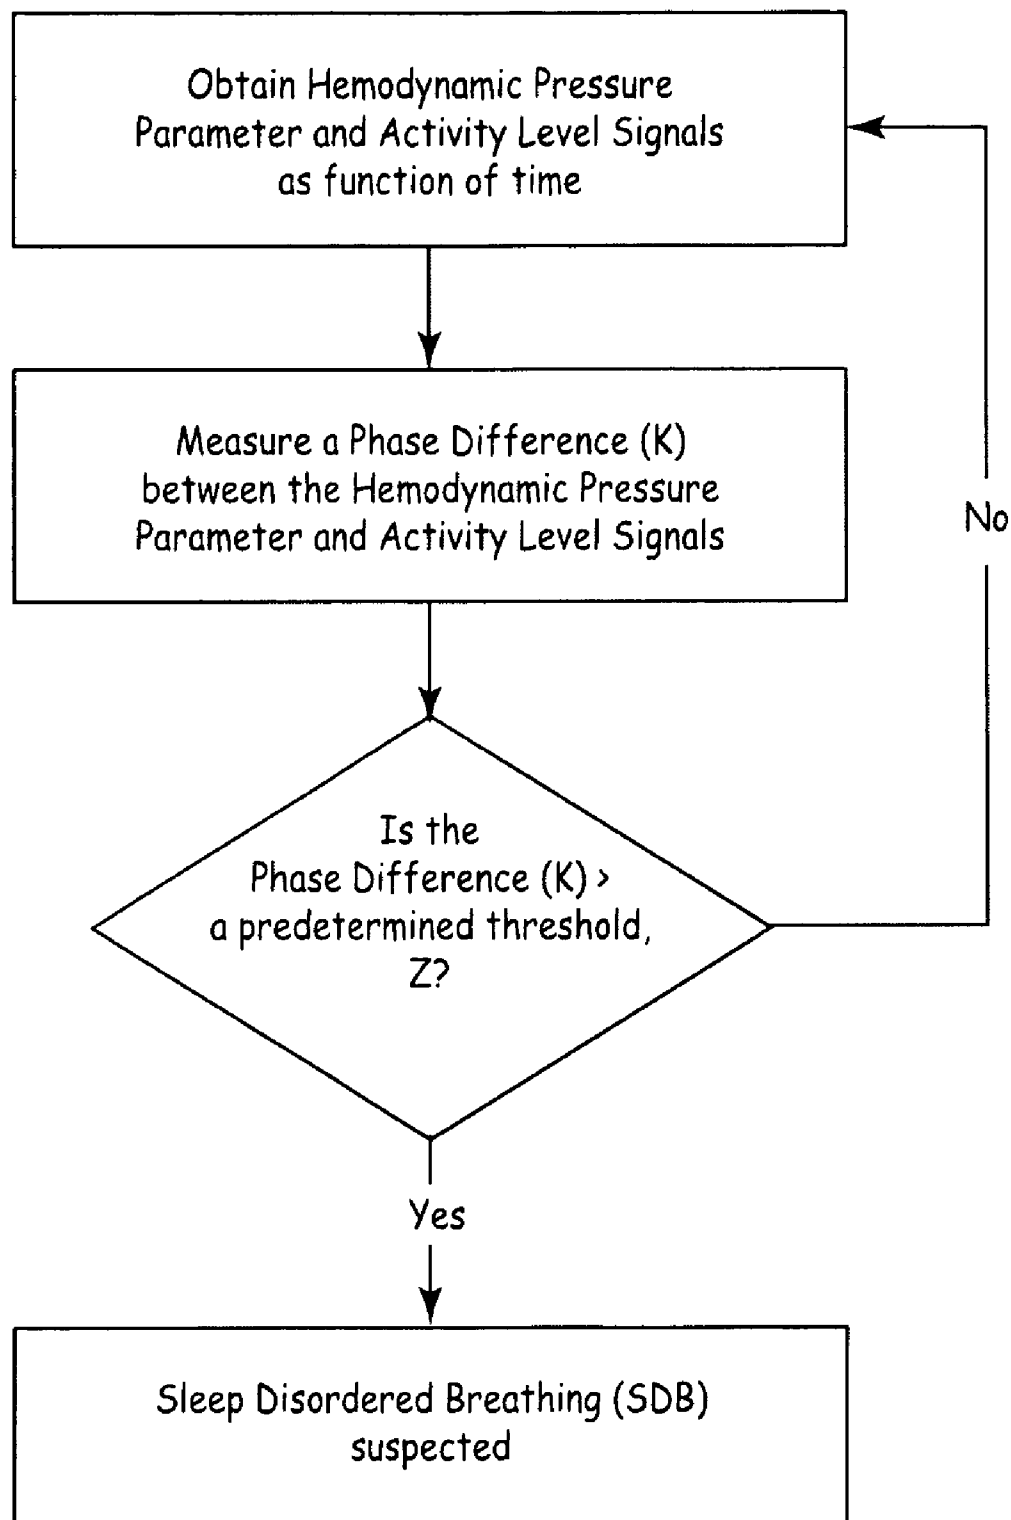 Obtain Hemodynamic Pressure
Parameter and Activity Level Signals
as function of time
Measure a Phase Difference (K)
between the Hemodynamic Pressure
Parameter and Activity Level Signals
No
Is the
Phase Difference (K) >
a predetermined threshold,
Z?
Yes
Sleep Disordered Breathing (SDB)
suspected